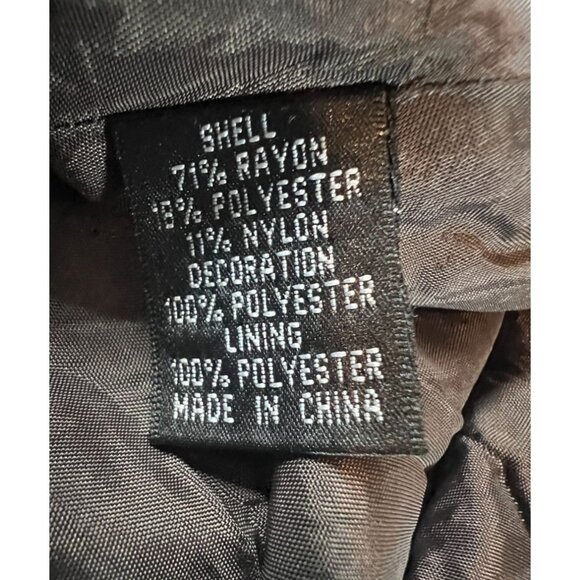 SHELL
71% RAYON
18% POLYESTER
11% NYLON
DECORATION
100% POLYESTER
LINING
100% POLYESTER
MADE IN CHINA